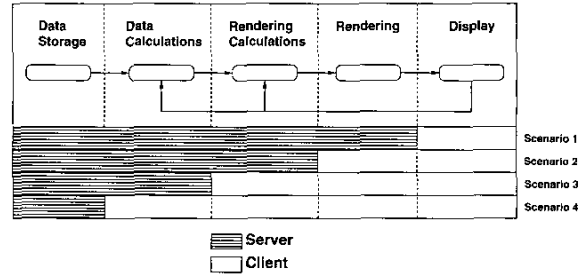 Data Storage
Data Calculations
Rendering Calculations
Rendering
Display
Scenario 1
Scenario 2
Scenario 3
Scenario 4
Server
Client